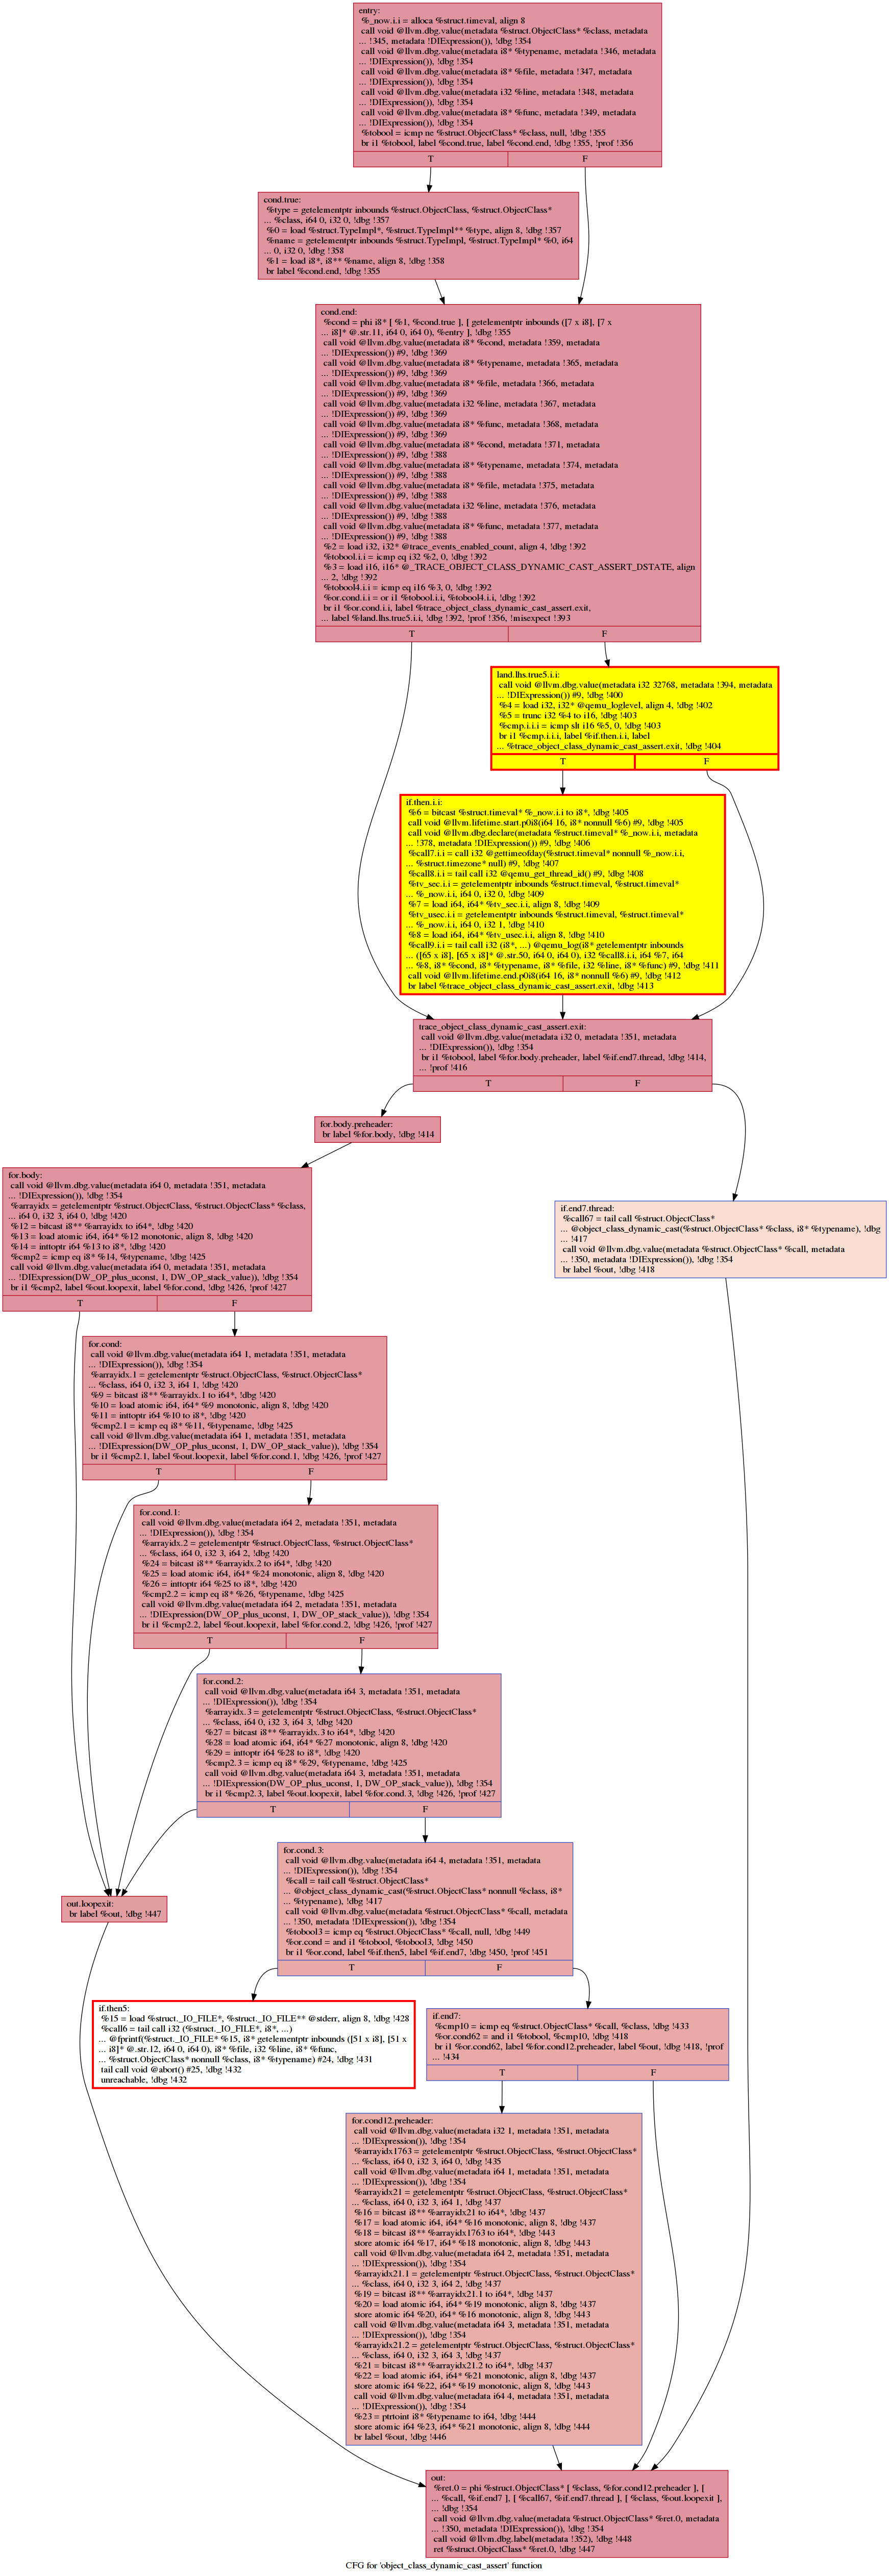 entry:
%_now.i.i = alloca %struct.timeval, align 8
call void @llvm.dbg.value(metadata %struct.ObjectClass* %class, metadata
... !345, metadata !DIExpression()), !dbg !354
call void @llvm.dbg.value(metadata i8* %typename, metadata !346, metadata
... !DIExpression()), !dbg !354
call void @llvm.dbg.value(metadata i8* %file, metadata !347, metadata
... !DIExpression()), !dbg !354
call void @llvm.dbg.value(metadata i32 %line, metadata !348, metadata
... !DIExpression()), !dbg !354
call void @llvm.dbg.value(metadata i8* %func, metadata !349, metadata
... !DIExpression()), !dbg !354
%tobool = icmp ne %struct.ObjectClass* %class, null, !dbg !355
br i1 %tobool, label %cond.true, label %cond.end, !dbg !355, !prof !356
T F
cond.true:
%type = getelementptr inbounds %struct.ObjectClass, %struct.ObjectClass*
... %class, i64 0, i32 0, !dbg !357
%0 = load %struct.TypeImpl*, %struct.TypeImpl** %type, align 8, !dbg !357
%name = getelementptr inbounds %struct.TypeImpl, %struct.TypeImpl* %0, i64
... 0, i32 0, !dbg !358
%1 = load i8*, i8** %name, align 8, !dbg !358
br label %cond.end, !dbg !355
cond.end:
%cond = phi i8* [ %1, %cond.true ], [ getelementptr inbounds ([7 x i8], [7 x
... i8]* @.str.11, i64 0, i64 0), %entry ], !dbg !355
call void @llvm.dbg.value(metadata i8* %cond, metadata !359, metadata
... !DIExpression()) #9, !dbg !369
call void @llvm.dbg.value(metadata i8* %typename, metadata !365, metadata
... !DIExpression()) #9, !dbg !369
call void @llvm.dbg.value(metadata i8* %file, metadata !366, metadata
... !DIExpression()) #9, !dbg !369
call void @llvm.dbg.value(metadata i32 %line, metadata !367, metadata
... !DIExpression()) #9, !dbg !369
call void @llvm.dbg.value(metadata i8* %func, metadata !368, metadata
... !DIExpression()) #9, !dbg !369
call void @llvm.dbg.value(metadata i8* %cond, metadata !371, metadata
... !DIExpression()) #9, !dbg !388
call void @llvm.dbg.value(metadata i8* %typename, metadata !374, metadata
... !DIExpression()) #9, !dbg !388
call void @llvm.dbg.value(metadata i8* %file, metadata !375, metadata
... !DIExpression()) #9, !dbg !388
call void @llvm.dbg.value(metadata i32 %line, metadata !376, metadata
... !DIExpression()) #9, !dbg !388
call void @llvm.dbg.value(metadata i8* %func, metadata !377, metadata
... !DIExpression()) #9, !dbg !388
%2 = load i32, i32* @trace_events_enabled_count, align 4, !dbg !392
%tobool.i.i = icmp eq i32 %2, 0, !dbg !392
%3 = load i16, i16* @_TRACE_OBJECT_CLASS_DYNAMIC_CAST_ASSERT_DSTATE, align
... 2, !dbg !392
%tobool4.i.i = icmp eq i16 %3, 0, !dbg !392
%or.cond.i.i = or i1 %tobool.i.i, %tobool4.i.i, !dbg !392
br i1 %or.cond.i.i, label %trace_object_class_dynamic_cast_assert.exit,
... label %land.lhs.true5.i.i, !dbg !392, !prof !356, !misexpect !393
T F
land.lhs.true5.i.i:
call void @llvm.dbg.value(metadata i32 32768, metadata !394, metadata
... !DIExpression()) #9, !dbg !400
%4 = load i32, i32* @qemu_loglevel, align 4, !dbg !402
%5 = trunc i32 %4 to i16, !dbg !403
%cmp.i.i.i = icmp slt i16 %5, 0, !dbg !403
br i1 %cmp.i.i.i, label %if.then.i.i, label
... %trace_object_class_dynamic_cast_assert.exit, !dbg !404
T F
if.then.i.i:
%6 = bitcast %struct.timeval* %_now.i.i to i8*, !dbg !405
call void @llvm.lifetime.start.p0i8(i64 16, i8* nonnull %6) #9, !dbg !405
call void @llvm.dbg.declare(metadata %struct.timeval* %_now.i.i, metadata
... !378, metadata !DIExpression()) #9, !dbg !406
%call7.i.i = call i32 @gettimeofday(%struct.timeval* nonnull %_now.i.i,
... %struct.timezone* null) #9, !dbg !407
%call8.i.i = tail call i32 @qemu_get_thread_id() #9, !dbg !408
%tv_sec.i.i = getelementptr inbounds %struct.timeval, %struct.timeval*
... %_now.i.i, i64 0, i32 0, !dbg !409
%7 = load i64, i64* %tv_sec.i.i, align 8, !dbg !409
%tv_usec.i.i = getelementptr inbounds %struct.timeval, %struct.timeval*
... %_now.i.i, i64 0, i32 1, !dbg !410
%8 = load i64, i64* %tv_usec.i.i, align 8, !dbg !410
%call9.i.i = tail call i32 (i8*, ...) @qemu_log(i8* getelementptr inbounds
... ([65 x i8], [65 x i8]* @.str.50, i64 0, i64 0), i32 %call8.i.i, i64 %7, i64
... %8, i8* %cond, i8* %typename, i8* %file, i32 %line, i8* %func) #9, !dbg !411
call void @llvm.lifetime.end.p0i8(i64 16, i8* nonnull %6) #9, !dbg !412
br label %trace_object_class_dynamic_cast_assert.exit, !dbg !413
trace_object_class_dynamic_cast_assert.exit:
call void @llvm.dbg.value(metadata i32 0, metadata !351, metadata
... !DIExpression()), !dbg !354
br i1 %tobool, label %for.body.preheader, label %if.end7.thread, !dbg !414,
... !prof !416
T F
for.body.preheader:
br label %for.body, !dbg !414
for.body:
call void @llvm.dbg.value(metadata i64 0, metadata !351, metadata
... !DIExpression()), !dbg !354
%arrayidx = getelementptr %struct.ObjectClass, %struct.ObjectClass* %class,
... i64 0, i32 3, i64 0, !dbg !420
%12 = bitcast i8** %arrayidx to i64*, !dbg !420
%13 = load atomic i64, i64* %12 monotonic, align 8, !dbg !420
%14 = inttoptr i64 %13 to i8*, !dbg !420
%cmp2 = icmp eq i8* %14, %typename, !dbg !425
call void @llvm.dbg.value(metadata i64 0, metadata !351, metadata
... !DIExpression(DW_OP_plus_uconst, 1, DW_OP_stack_value)), !dbg !354
br i1 %cmp2, label %out.loopexit, label %for.cond, !dbg !426, !prof !427
T F
if.end7.thread:
%call67 = tail call %struct.ObjectClass*
... @object_class_dynamic_cast(%struct.ObjectClass* %class, i8* %typename), !dbg
... !417
call void @llvm.dbg.value(metadata %struct.ObjectClass* %call, metadata
... !350, metadata !DIExpression()), !dbg !354
br label %out, !dbg !418
for.cond:
call void @llvm.dbg.value(metadata i64 1, metadata !351, metadata
... !DIExpression()), !dbg !354
%arrayidx.1 = getelementptr %struct.ObjectClass, %struct.ObjectClass*
... %class, i64 0, i32 3, i64 1, !dbg !420
%9 = bitcast i8** %arrayidx.1 to i64*, !dbg !420
%10 = load atomic i64, i64* %9 monotonic, align 8, !dbg !420
%11 = inttoptr i64 %10 to i8*, !dbg !420
%cmp2.1 = icmp eq i8* %11, %typename, !dbg !425
call void @llvm.dbg.value(metadata i64 1, metadata !351, metadata
... !DIExpression(DW_OP_plus_uconst, 1, DW_OP_stack_value)), !dbg !354
br i1 %cmp2.1, label %out.loopexit, label %for.cond.1, !dbg !426, !prof !427
T F
for.cond.1:
call void @llvm.dbg.value(metadata i64 2, metadata !351, metadata
... !DIExpression()), !dbg !354
%arrayidx.2 = getelementptr %struct.ObjectClass, %struct.ObjectClass*
... %class, i64 0, i32 3, i64 2, !dbg !420
%24 = bitcast i8** %arrayidx.2 to i64*, !dbg !420
%25 = load atomic i64, i64* %24 monotonic, align 8, !dbg !420
%26 = inttoptr i64 %25 to i8*, !dbg !420
%cmp2.2 = icmp eq i8* %26, %typename, !dbg !425
call void @llvm.dbg.value(metadata i64 2, metadata !351, metadata
... !DIExpression(DW_OP_plus_uconst, 1, DW_OP_stack_value)), !dbg !354
br i1 %cmp2.2, label %out.loopexit, label %for.cond.2, !dbg !426, !prof !427
T F
for.cond.2:
call void @llvm.dbg.value(metadata i64 3, metadata !351, metadata
... !DIExpression()), !dbg !354
%arrayidx.3 = getelementptr %struct.ObjectClass, %struct.ObjectClass*
... %class, i64 0, i32 3, i64 3, !dbg !420
%27 = bitcast i8** %arrayidx.3 to i64*, !dbg !420
%28 = load atomic i64, i64* %27 monotonic, align 8, !dbg !420
%29 = inttoptr i64 %28 to i8*, !dbg !420
%cmp2.3 = icmp eq i8* %29, %typename, !dbg !425
call void @llvm.dbg.value(metadata i64 3, metadata !351, metadata
... !DIExpression(DW_OP_plus_uconst, 1, DW_OP_stack_value)), !dbg !354
br i1 %cmp2.3, label %out.loopexit, label %for.cond.3, !dbg !426, !prof !427
T F
for.cond.3:
call void @llvm.dbg.value(metadata i64 4, metadata !351, metadata
... !DIExpression()), !dbg !354
%call = tail call %struct.ObjectClass*
... @object_class_dynamic_cast(%struct.ObjectClass* nonnull %class, i8*
... %typename), !dbg !417
call void @llvm.dbg.value(metadata %struct.ObjectClass* %call, metadata
... !350, metadata !DIExpression()), !dbg !354
%tobool3 = icmp eq %struct.ObjectClass* %call, null, !dbg !449
%or.cond = and i1 %tobool, %tobool3, !dbg !450
br i1 %or.cond, label %if.then5, label %if.end7, !dbg !450, !prof !451
T F
out.loopexit:
br label %out, !dbg !447
if.then5:
%15 = load %struct._IO_FILE*, %struct._IO_FILE** @stderr, align 8, !dbg !428
%call6 = tail call i32 (%struct._IO_FILE*, i8*, ...)
... @fprintf(%struct._IO_FILE* %15, i8* getelementptr inbounds ([51 x i8], [51 x
... i8]* @.str.12, i64 0, i64 0), i8* %file, i32 %line, i8* %func,
... %struct.ObjectClass* nonnull %class, i8* %typename) #24, !dbg !431
tail call void @abort() #25, !dbg !432
unreachable, !dbg !432
if.end7:
%cmp10 = icmp eq %struct.ObjectClass* %call, %class, !dbg !433
%or.cond62 = and i1 %tobool, %cmp10, !dbg !418
br i1 %or.cond62, label %for.cond12.preheader, label %out, !dbg !418, !prof
... !434
T F
for.cond12.preheader:
call void @llvm.dbg.value(metadata i32 1, metadata !351, metadata
... !DIExpression()), !dbg !354
%arrayidx1763 = getelementptr %struct.ObjectClass, %struct.ObjectClass*
... %class, i64 0, i32 3, i64 0, !dbg !435
call void @llvm.dbg.value(metadata i64 1, metadata !351, metadata
... !DIExpression()), !dbg !354
%arrayidx21 = getelementptr %struct.ObjectClass, %struct.ObjectClass*
... %class, i64 0, i32 3, i64 1, !dbg !437
%16 = bitcast i8** %arrayidx21 to i64*, !dbg !437
%17 = load atomic i64, i64* %16 monotonic, align 8, !dbg !437
%18 = bitcast i8** %arrayidx1763 to i64*, !dbg !443
store atomic i64 %17, i64* %18 monotonic, align 8, !dbg !443
call void @llvm.dbg.value(metadata i64 2, metadata !351, metadata
... !DIExpression()), !dbg !354
%arrayidx21.1 = getelementptr %struct.ObjectClass, %struct.ObjectClass*
... %class, i64 0, i32 3, i64 2, !dbg !437
%19 = bitcast i8** %arrayidx21.1 to i64*, !dbg !437
%20 = load atomic i64, i64* %19 monotonic, align 8, !dbg !437
store atomic i64 %20, i64* %16 monotonic, align 8, !dbg !443
call void @llvm.dbg.value(metadata i64 3, metadata !351, metadata
... !DIExpression()), !dbg !354
%arrayidx21.2 = getelementptr %struct.ObjectClass, %struct.ObjectClass*
... %class, i64 0, i32 3, i64 3, !dbg !437
%21 = bitcast i8** %arrayidx21.2 to i64*, !dbg !437
%22 = load atomic i64, i64* %21 monotonic, align 8, !dbg !437
store atomic i64 %22, i64* %19 monotonic, align 8, !dbg !443
call void @llvm.dbg.value(metadata i64 4, metadata !351, metadata
... !DIExpression()), !dbg !354
%23 = ptrtoint i8* %typename to i64, !dbg !444
store atomic i64 %23, i64* %21 monotonic, align 8, !dbg !444
br label %out, !dbg !446
out:
%ret.0 = phi %struct.ObjectClass* [ %class, %for.cond12.preheader ], [
... %call, %if.end7 ], [ %call67, %if.end7.thread ], [ %class, %out.loopexit ],
... !dbg !354
call void @llvm.dbg.value(metadata %struct.ObjectClass* %ret.0, metadata
... !350, metadata !DIExpression()), !dbg !354
call void @llvm.dbg.label(metadata !352), !dbg !448
ret %struct.ObjectClass* %ret.0, !dbg !447
CFG for 'object_class_dynamic_cast_assert' function